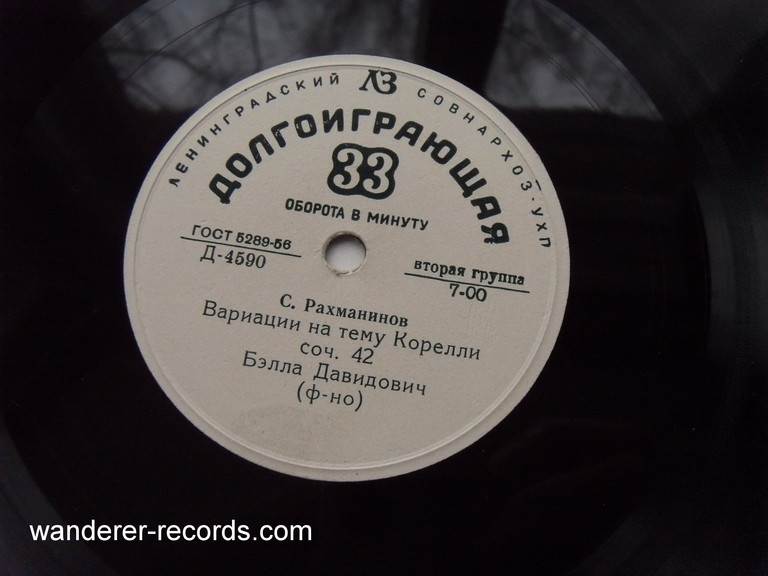 ЛЕНИНГРАДСКИЙ ЛЗ СОВНАРХОЗ·УХП
ДОЛГОИГРАЮЩАЯ
33
ОБОРОТА В МИНУТУ
ГОСТ 5289-56
Д-4590
вторая группа
7-00
С. Рахманинов
Вариации на тему Корелли
соч. 42
Бэлла Давидович
(ф-но)
wanderer-records.com